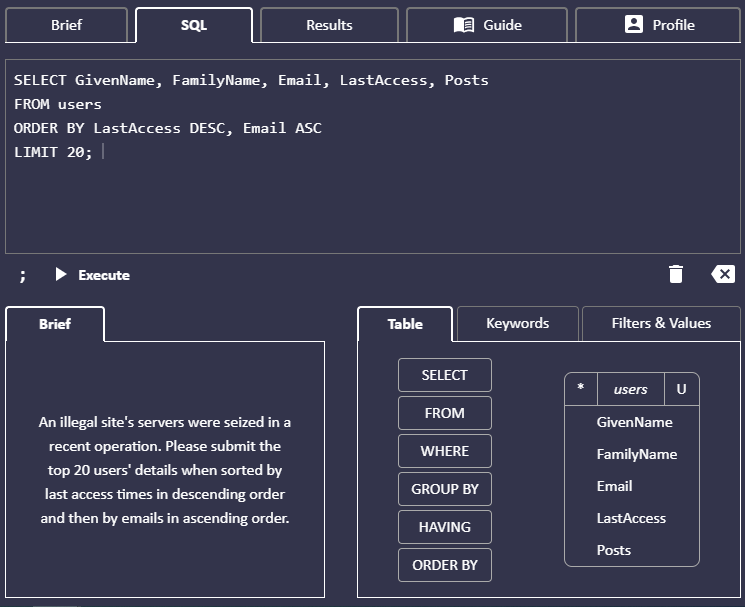 Brief
SQL
Results
Guide
Profile
SELECT GivenName, FamilyName, Email, LastAccess, Posts
FROM users
ORDER BY LastAccess DESC, Email ASC
LIMIT 20;
;
Execute
Brief
An illegal site's servers were seized in a
recent operation. Please submit the
top 20 users' details when sorted by
last access times in descending order
and then by emails in ascending order.
Table
Keywords
Filters & Values
SELECT
FROM
WHERE
GROUP BY
HAVING
ORDER BY
* users U
GivenName
FamilyName
Email
LastAccess
Posts